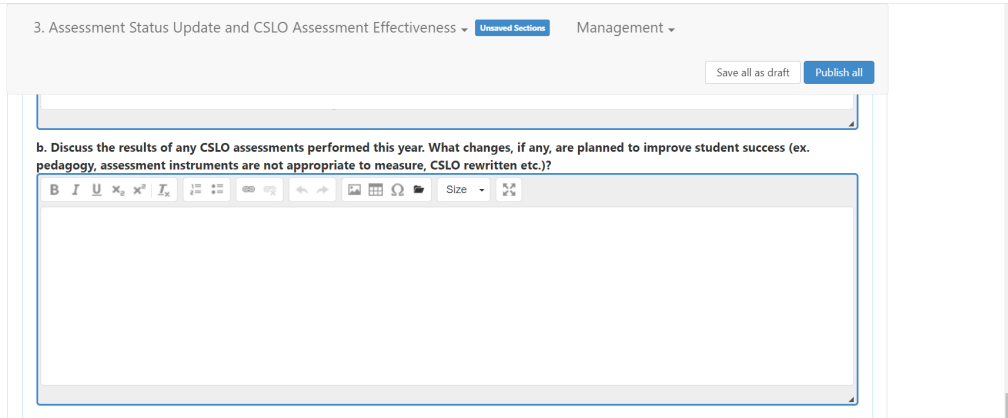 3. Assessment Status Update and CSLO Assessment Effectiveness Unsaved Sections Management
Save all as draft Publish all
b. Discuss the results of any CSLO assessments performed this year. What changes, if any, are planned to improve student success (ex.
pedagogy, assessment instruments are not appropriate to measure, CSLO rewritten etc.)?
B I U x₂ x² Tx Ω Size